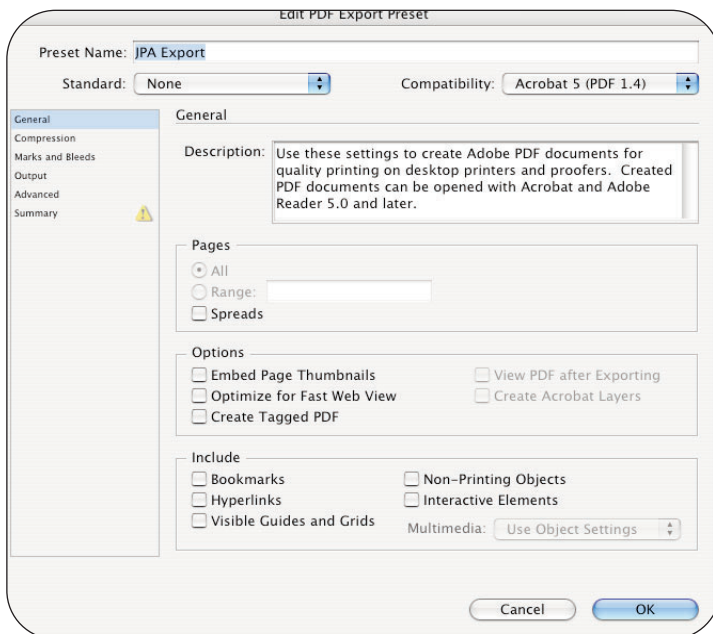 Edit PDF Export Preset
Preset Name: JPA Export
Standard: None Compatibility: Acrobat 5 (PDF 1.4)
General
Compression
Marks and Bleeds
Output
Advanced
Summary
General
Description: Use these settings to create Adobe PDF documents for
quality printing on desktop printers and proofers. Created
PDF documents can be opened with Acrobat and Adobe
Reader 5.0 and later.
Pages
All
Range:
Spreads
Options
Embed Page Thumbnails View PDF after Exporting
Optimize for Fast Web View Create Acrobat Layers
Create Tagged PDF
Include
Bookmarks Non-Printing Objects
Hyperlinks Interactive Elements
Visible Guides and Grids Multimedia: Use Object Settings
Cancel OK